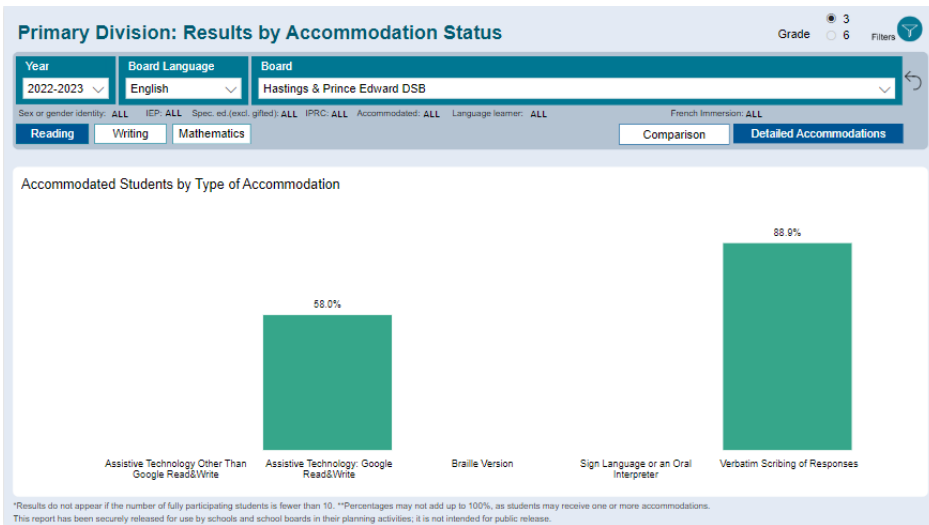 Primary Division: Results by Accommodation Status
Grade
3
6
Filters
Year
Board Language
Board
2022-2023
English
Hastings & Prince Edward DSB
Sex or gender identity: ALL IEP: ALL Spec. ed.(excl. gifted): ALL IPRC: ALL Accommodated: ALL Language learner: ALL French Immersion: ALL
Reading
Writing
Mathematics
Comparison
Detailed Accommodations
Accommodated Students by Type of Accommodation
88.9%
58.0%
Assistive Technology Other Than
Google Read&Write
Assistive Technology: Google
Read&Write
Braille Version
Sign Language or an Oral
Interpreter
Verbatim Scribing of Responses
*Results do not appear if the number of fully participating students is fewer than 10. **Percentages may not add up to 100%, as students may receive one or more accommodations.
This report has been securely released for use by schools and school boards in their planning activities; it is not intended for public release.